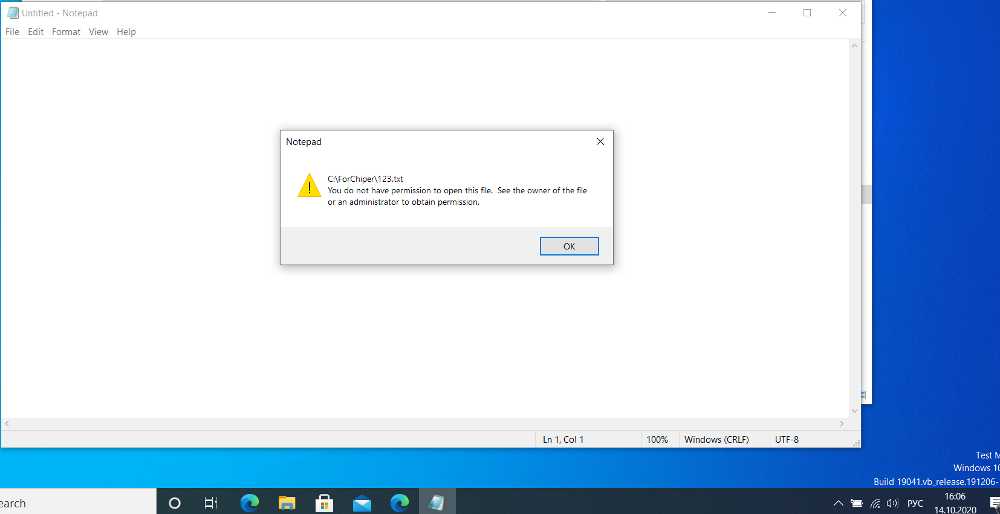 Untitled - Notepad
File Edit Format View Help
Notepad
C:\ForChiper\123.txt
You do not have permission to open this file.  See the owner of the file
or an administrator to obtain permission.
OK
Ln 1, Col 1 100% Windows (CRLF) UTF-8
Test M
Windows 10
Build 19041.vb_release.191206-
earch
РУС
16:06
14.10.2020